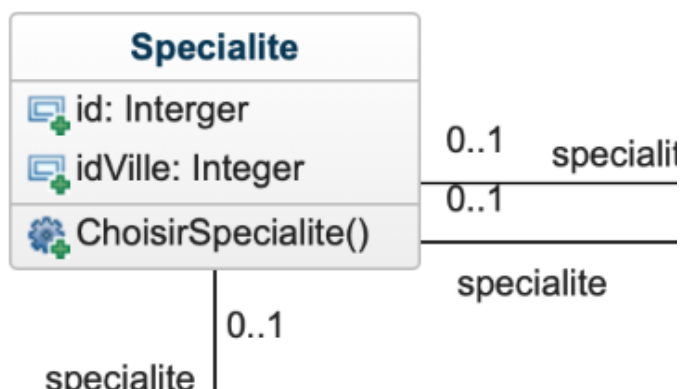 Specialite
id: Interger
idVille: Integer
ChoisirSpecialite()
0..1
0..1
specialite
0..1
specialite